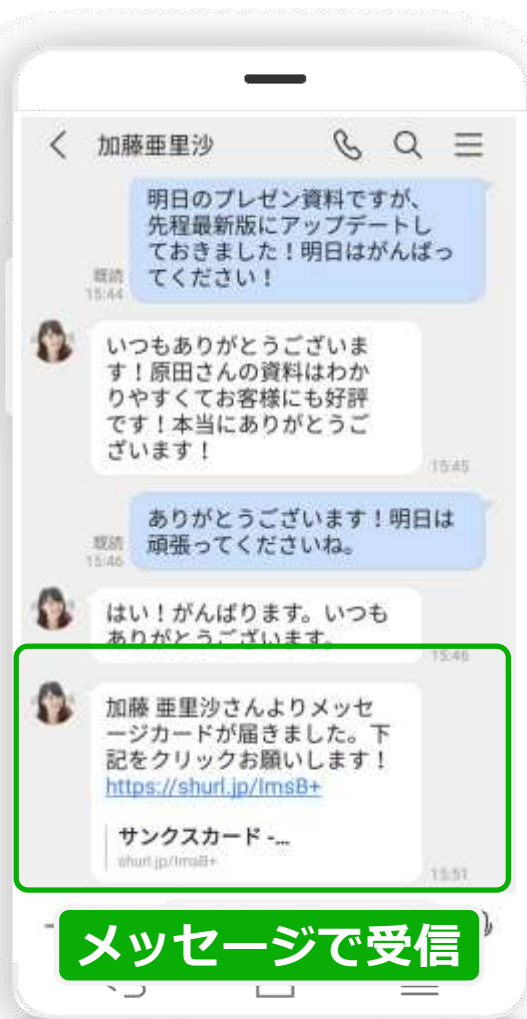 加藤亜里沙
明日のプレゼン資料ですが、
先程最新版にアップデートし
ておきました!明日はがんばっ
てください!
既読
15:44
いつもありがとうございま
す!原田さんの資料はわか
りやすくてお客様にも好評
です!本当にありがとうご
ざいます!
15:45
ありがとうございます!明日は
頑張ってくださいね。
既読
15:46
はい!がんばります。いつも
ありがとうございます。
15:46
加藤 亜里沙さんよりメッセ
ージカードが届きました。下
記をクリックお願いします!
https://shurl.jp/ImsB+
サンクスカード -...
shurl.jp/ImsB+
15:51
メッセージで受信